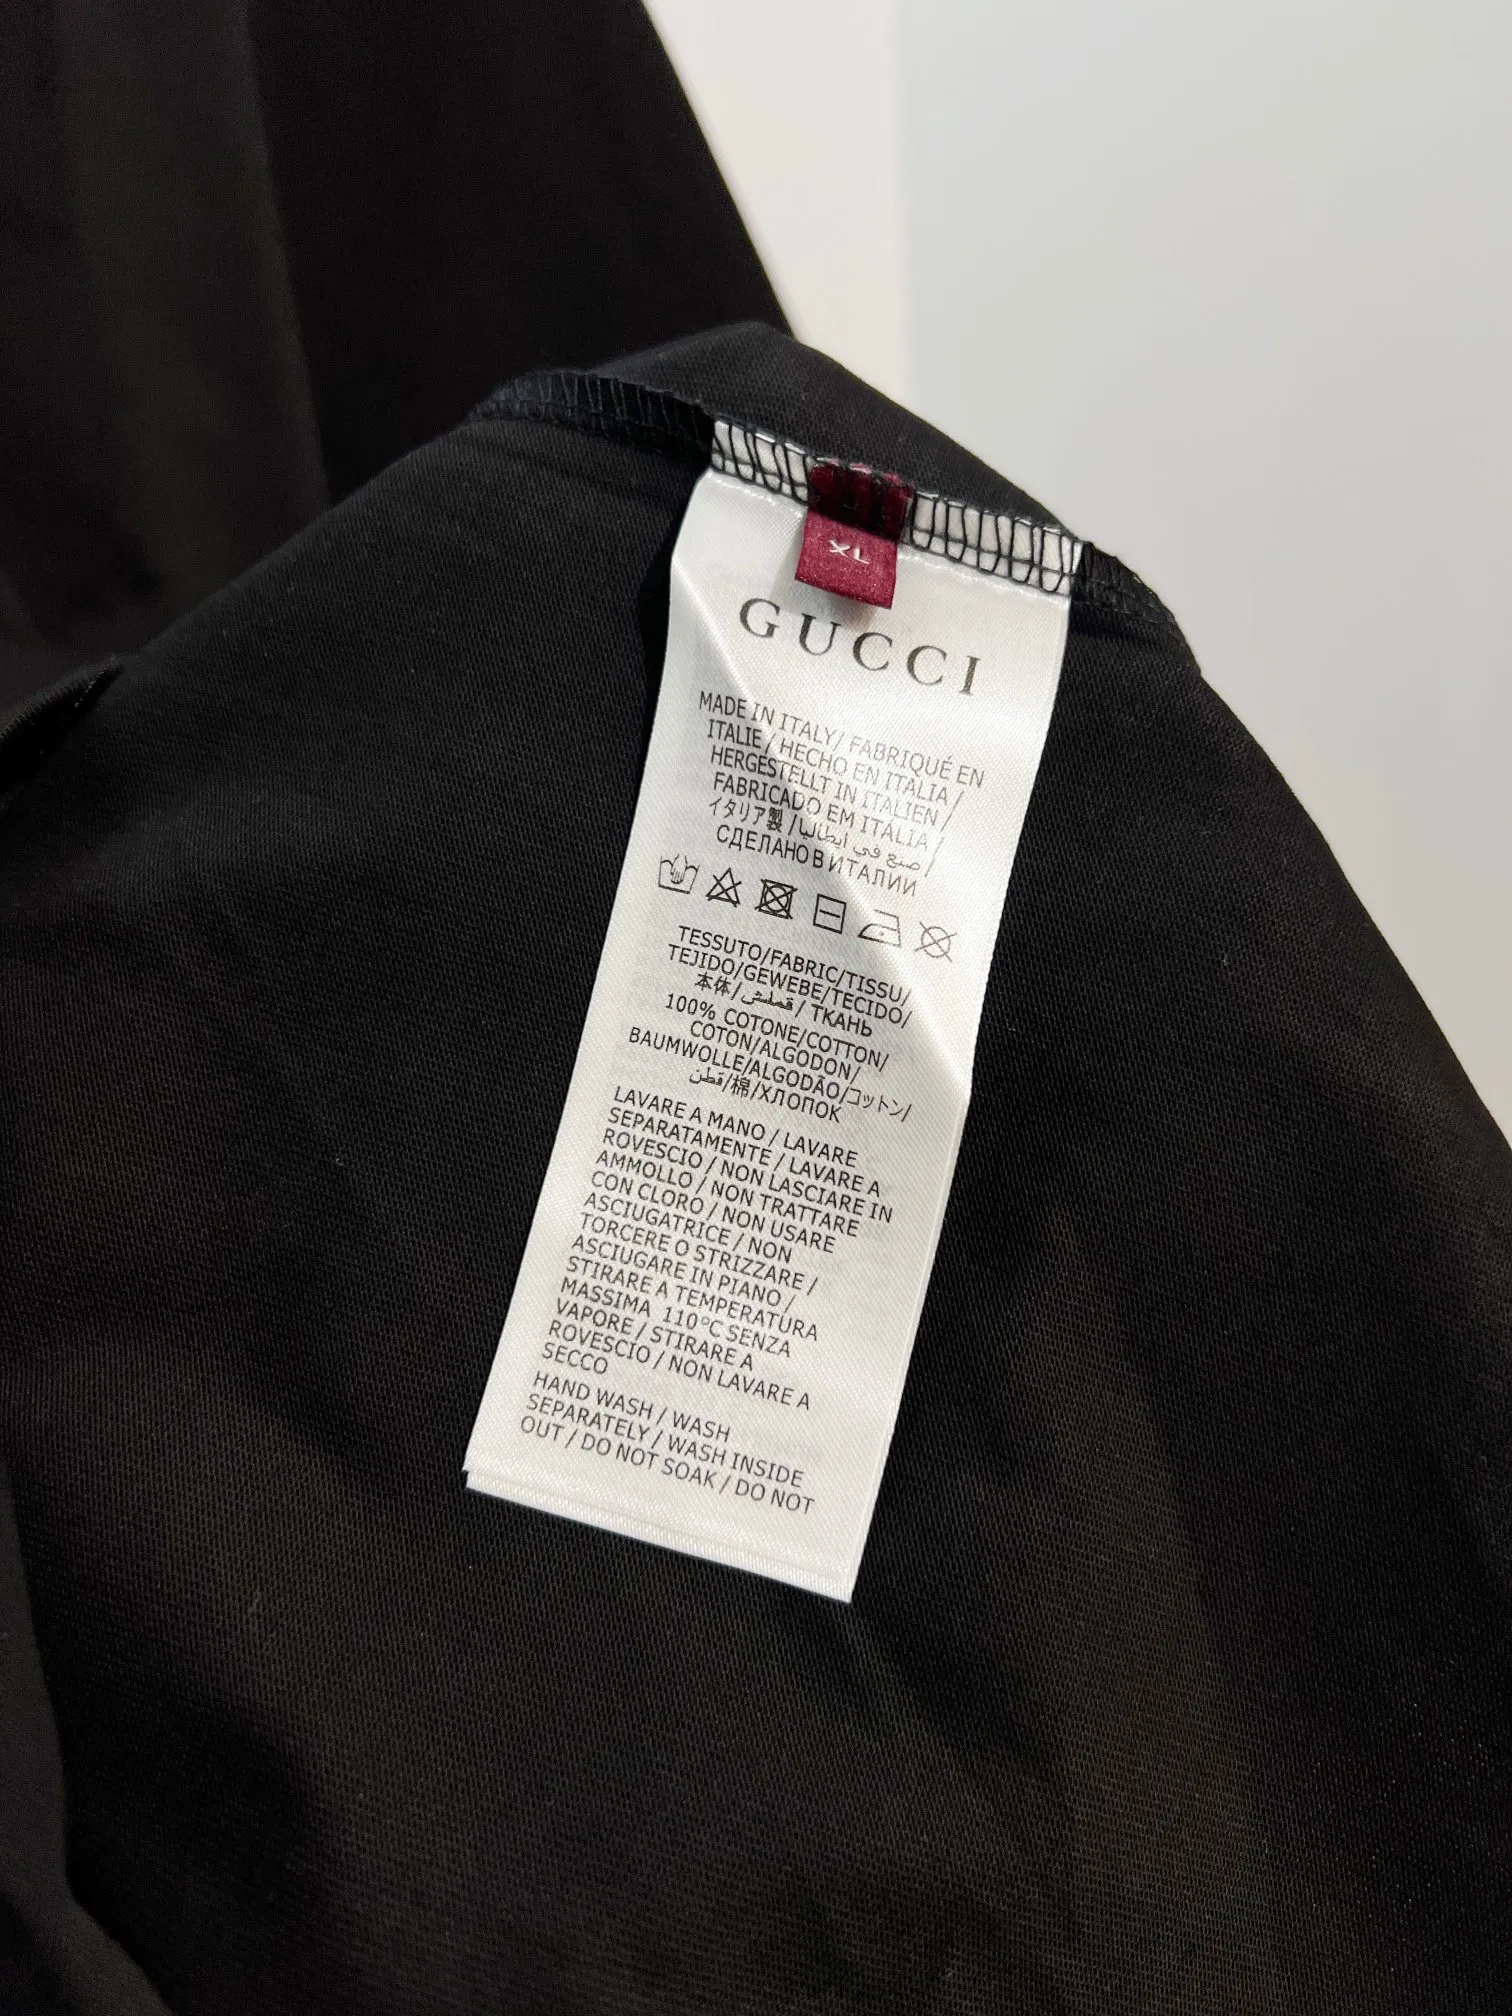 XL
GUCCI
MADE IN ITALY/ FABRIQUÉ EN
ITALIE / HECHO EN ITALIA /
HERGESTELLT IN ITALIEN /
FABRICADO EM ITALIA /
イタリア製 / صنع في ايطاليا /
СДЕЛАНО В ИТАЛИИ
TESSUTO/FABRIC/TISSU/
TEJIDO/GEWEBE/TECIDO/
本体/قملش/ ТКАНЬ
100% COTONE/COTTON/
COTON/ALGODON/
BAUMWOLLE/ALGODÃO/コットン/
قطن/棉/ХЛОПОК
LAVARE A MANO / LAVARE
SEPARATAMENTE / LAVARE A
ROVESCIO / NON LASCIARE IN
AMMOLLO / NON TRATTARE
CON CLORO / NON USARE
ASCIUGATRICE / NON
TORCERE O STRIZZARE /
ASCIUGARE IN PIANO /
STIRARE A TEMPERATURA
MASSIMA 110°C SENZA
VAPORE / STIRARE A
ROVESCIO / NON LAVARE A
SECCO
HAND WASH / WASH
SEPARATELY / WASH INSIDE
OUT / DO NOT SOAK / DO NOT